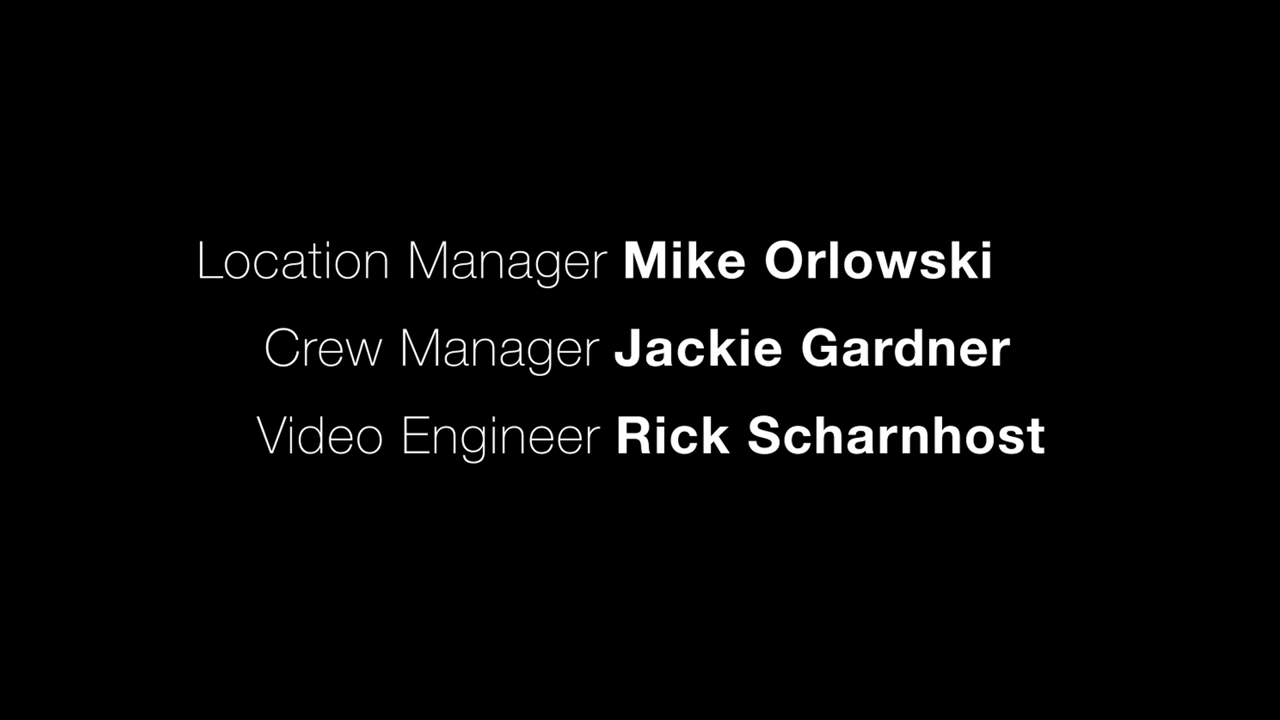 Location Manager Mike Orlowski
Crew Manager Jackie Gardner
Video Engineer Rick Scharnhost